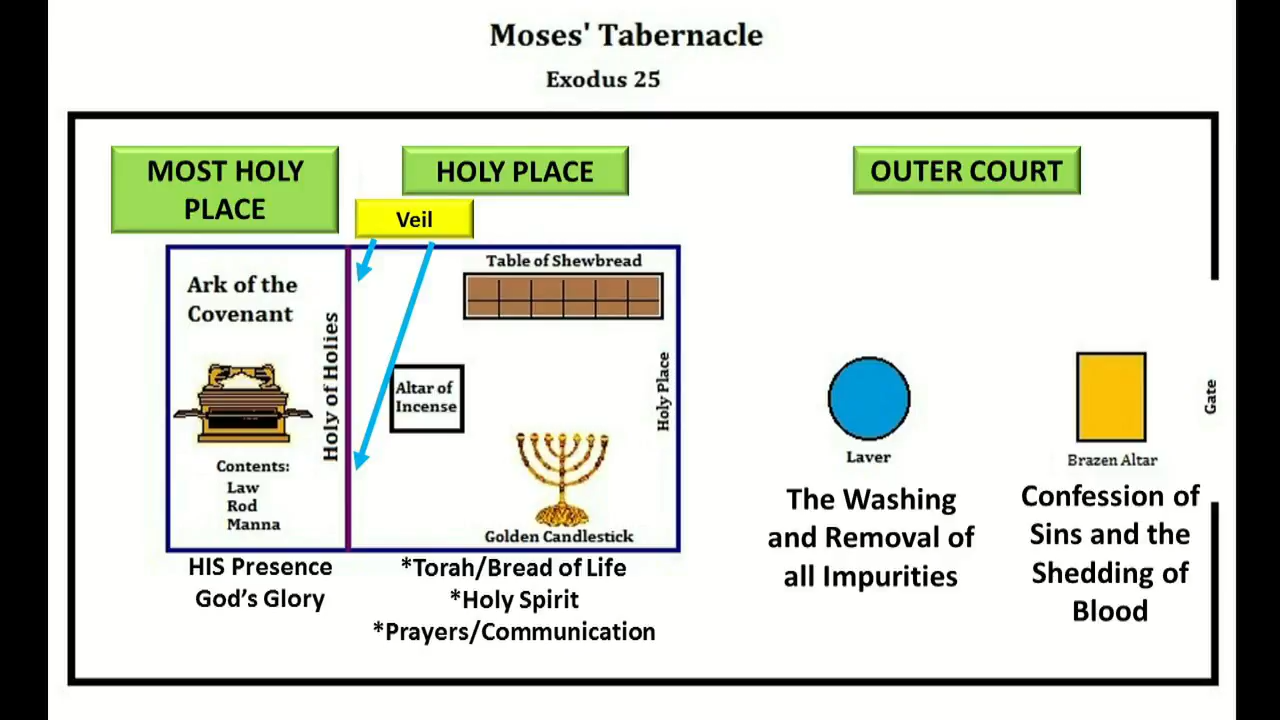 Moses' Tabernacle
Exodus 25
MOST HOLY
PLACE
HOLY PLACE
OUTER COURT
Veil
Ark of the
Covenant
Holy of Holies
Contents:
Law
Rod
Manna
HIS Presence
God's Glory
Table of Shewbread
Altar of
Incense
Holy Place
Golden Candlestick
*Torah/Bread of Life
*Holy Spirit
*Prayers/Communication
Laver
The Washing
and Removal of
all Impurities
Brazen Altar
Confession of
Sins and the
Shedding of
Blood
Gate